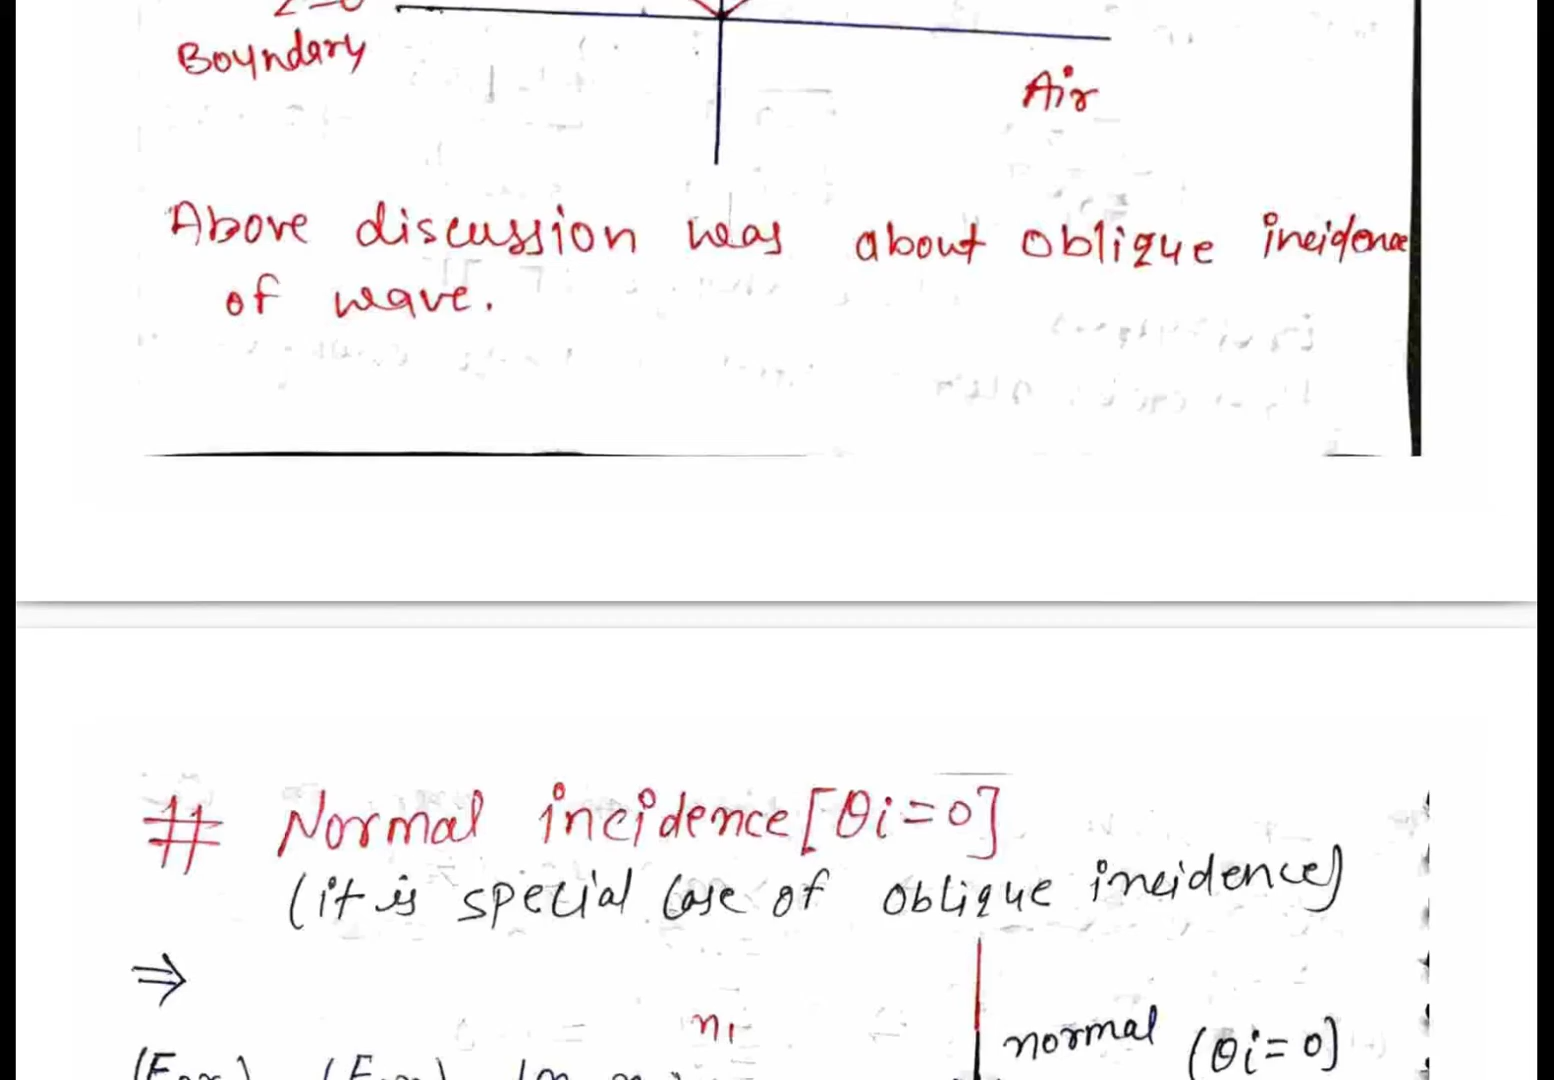 Boundary
Air
Above discussion was about oblique incidence
of wave.
# Normal incidence [θi=0]
(it is special case of oblique incidence)
⇒
n1
normal (θi=0)